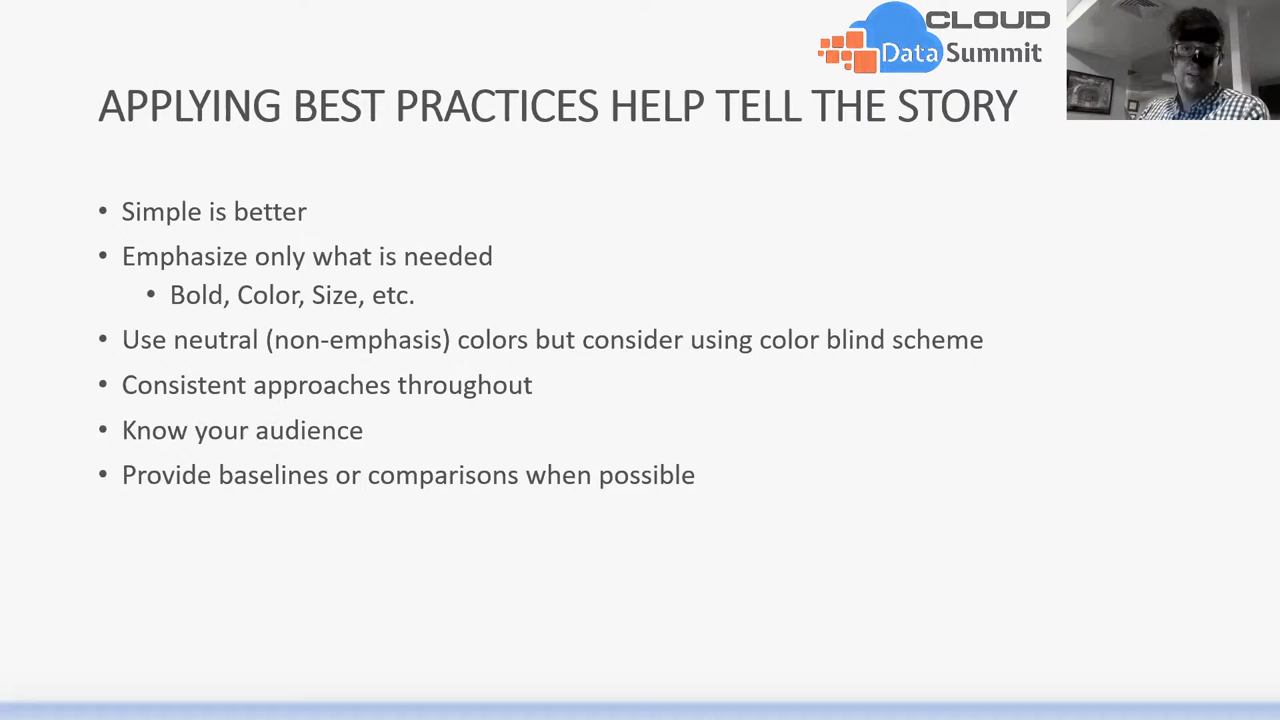 CLOUD
Data Summit
APPLYING BEST PRACTICES HELP TELL THE STORY
• Simple is better
• Emphasize only what is needed
• Bold, Color, Size, etc.
• Use neutral (non-emphasis) colors but consider using color blind scheme
• Consistent approaches throughout
• Know your audience
• Provide baselines or comparisons when possible